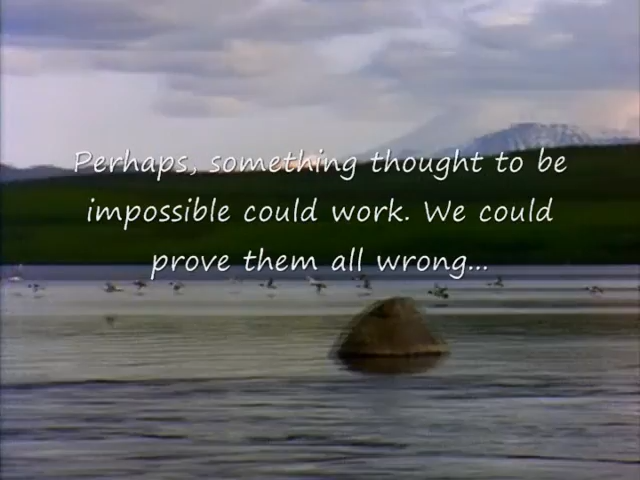 Perhaps, something thought to be
impossible could work. We could
prove them all wrong...